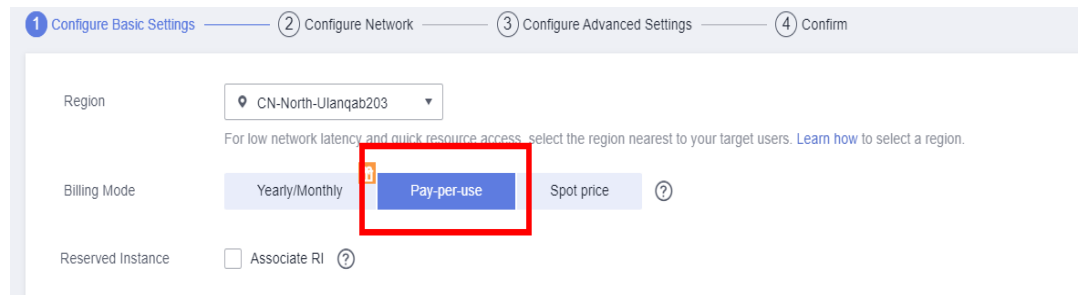 1 Configure Basic Settings 2 Configure Network 3 Configure Advanced Settings 4 Confirm
Region CN-North-Ulanqab203
For low network latency and quick resource access, select the region nearest to your target users. Learn how to select a region.
Billing Mode Yearly/Monthly Pay-per-use Spot price ?
Reserved Instance Associate RI ?